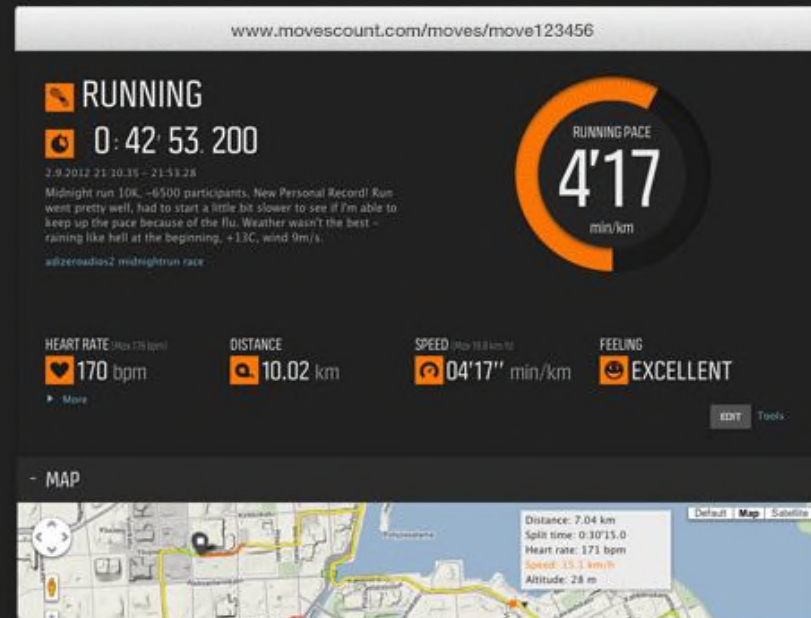 www.movescount.com/moves/move123456
RUNNING
0:42'53.200
2.9.2012 21:10.35 - 21:53.28
Midnight run 10K, ~6500 participants, New Personal Record! Run
went pretty well, had to start a little bit slower to see if I'm able to
keep up the pace because of the flu. Weather wasn't the best -
raining like hell at the beginning, +13C, wind 9m/s.
adizeroadios2 midnightrun race
RUNNING PACE
4'17
min/km
HEART RATE
170 bpm
More
DISTANCE
10.02 km
SPEED
04'17'' min/km
FEELING
EXCELLENT
EDIT Tools
- MAP
Default Map Satellite
Distance: 7.04 km
Split time: 0:30'15.0
Heart rate: 171 bpm
Speed: 15.1 km/h
Altitude: 28 m